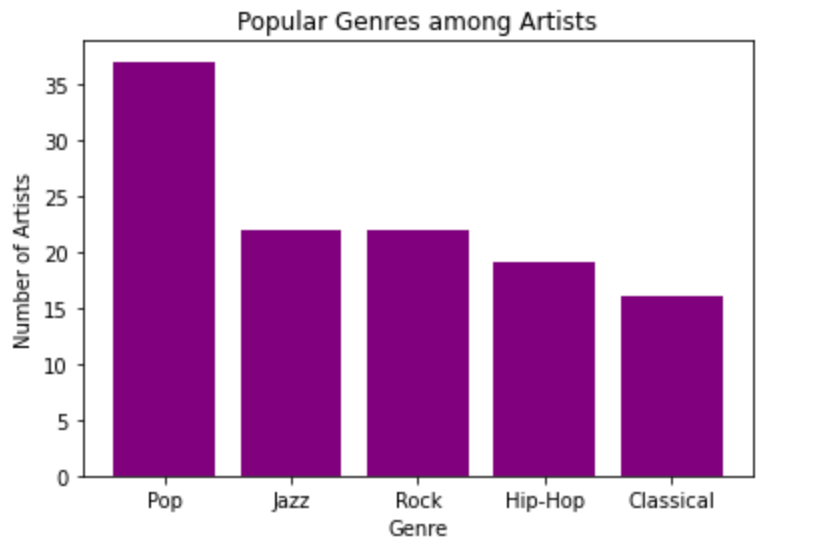 Popular Genres among Artists
Number of Artists
35
30
25
20
15
10
5
0
Pop Jazz Rock Hip-Hop Classical
Genre